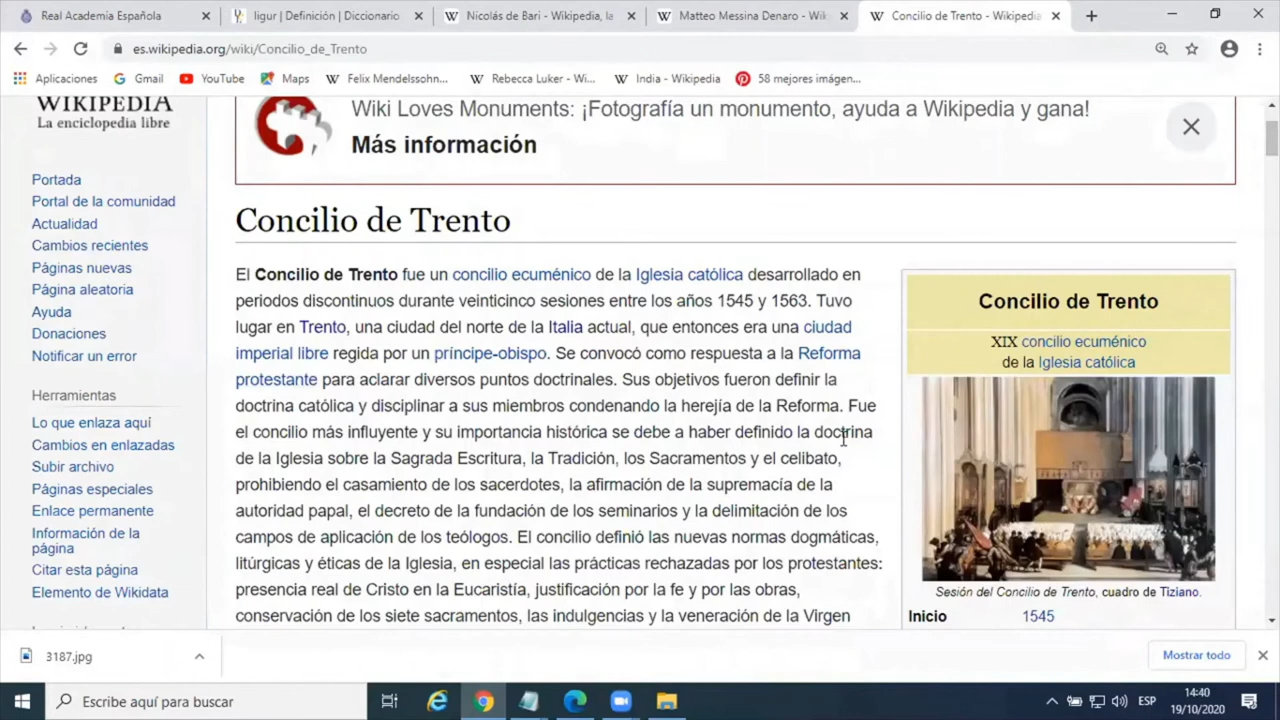 Real Academia Española
ligur | Definición | Diccionario
Nicolás de Bari - Wikipedia, la
Matteo Messina Denaro - Wik
Concilio de Trento - Wikipedia
es.wikipedia.org/wiki/Concilio_de_Trento
Aplicaciones
Gmail
YouTube
Maps
Felix Mendelssohn...
Rebecca Luker - Wi...
India - Wikipedia
58 mejores imágen...
WIKIPEDIA
La enciclopedia libre
Portada
Portal de la comunidad
Actualidad
Cambios recientes
Páginas nuevas
Página aleatoria
Ayuda
Donaciones
Notificar un error
Herramientas
Lo que enlaza aquí
Cambios en enlazadas
Subir archivo
Páginas especiales
Enlace permanente
Información de la
página
Citar esta página
Elemento de Wikidata
Wiki Loves Monuments: ¡Fotografía un monumento, ayuda a Wikipedia y gana!
Más información
Concilio de Trento
El Concilio de Trento fue un concilio ecuménico de la Iglesia católica desarrollado en
periodos discontinuos durante veinticinco sesiones entre los años 1545 y 1563. Tuvo
lugar en Trento, una ciudad del norte de la Italia actual, que entonces era una ciudad
imperial libre regida por un príncipe-obispo. Se convocó como respuesta a la Reforma
protestante para aclarar diversos puntos doctrinales. Sus objetivos fueron definir la
doctrina católica y disciplinar a sus miembros condenando la herejía de la Reforma. Fue
el concilio más influyente y su importancia histórica se debe a haber definido la doctrina
de la Iglesia sobre la Sagrada Escritura, la Tradición, los Sacramentos y el celibato,
prohibiendo el casamiento de los sacerdotes, la afirmación de la supremacía de la
autoridad papal, el decreto de la fundación de los seminarios y la delimitación de los
campos de aplicación de los teólogos. El concilio definió las nuevas normas dogmáticas,
litúrgicas y éticas de la Iglesia, en especial las prácticas rechazadas por los protestantes:
presencia real de Cristo en la Eucaristía, justificación por la fe y por las obras,
conservación de los siete sacramentos, las indulgencias y la veneración de la Virgen
Concilio de Trento
XIX concilio ecuménico
de la Iglesia católica
Sesión del Concilio de Trento, cuadro de Tiziano.
Inicio 1545
3187.jpg
Mostrar todo
Escribe aquí para buscar
ESP
14:40
19/10/2020